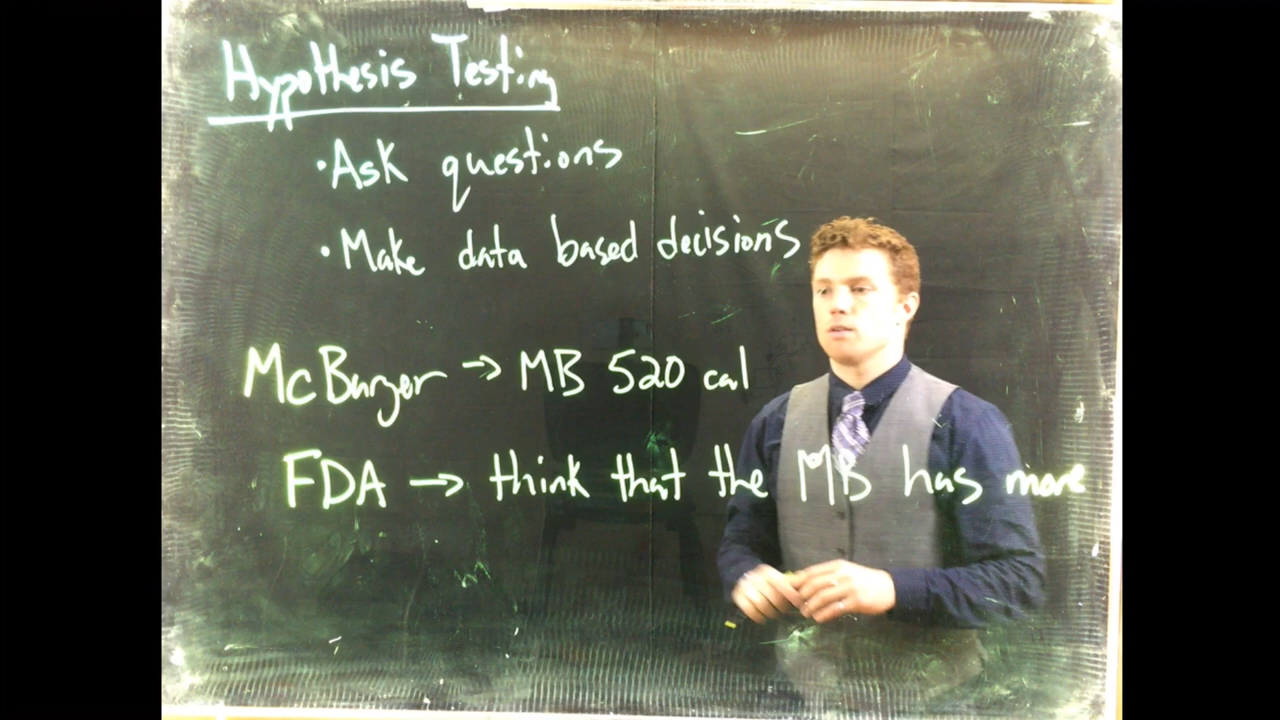 Hypothesis Testing
·Ask questions
·Make data based decisions
McBurger → MB 520 cal
FDA → think that the MB has more